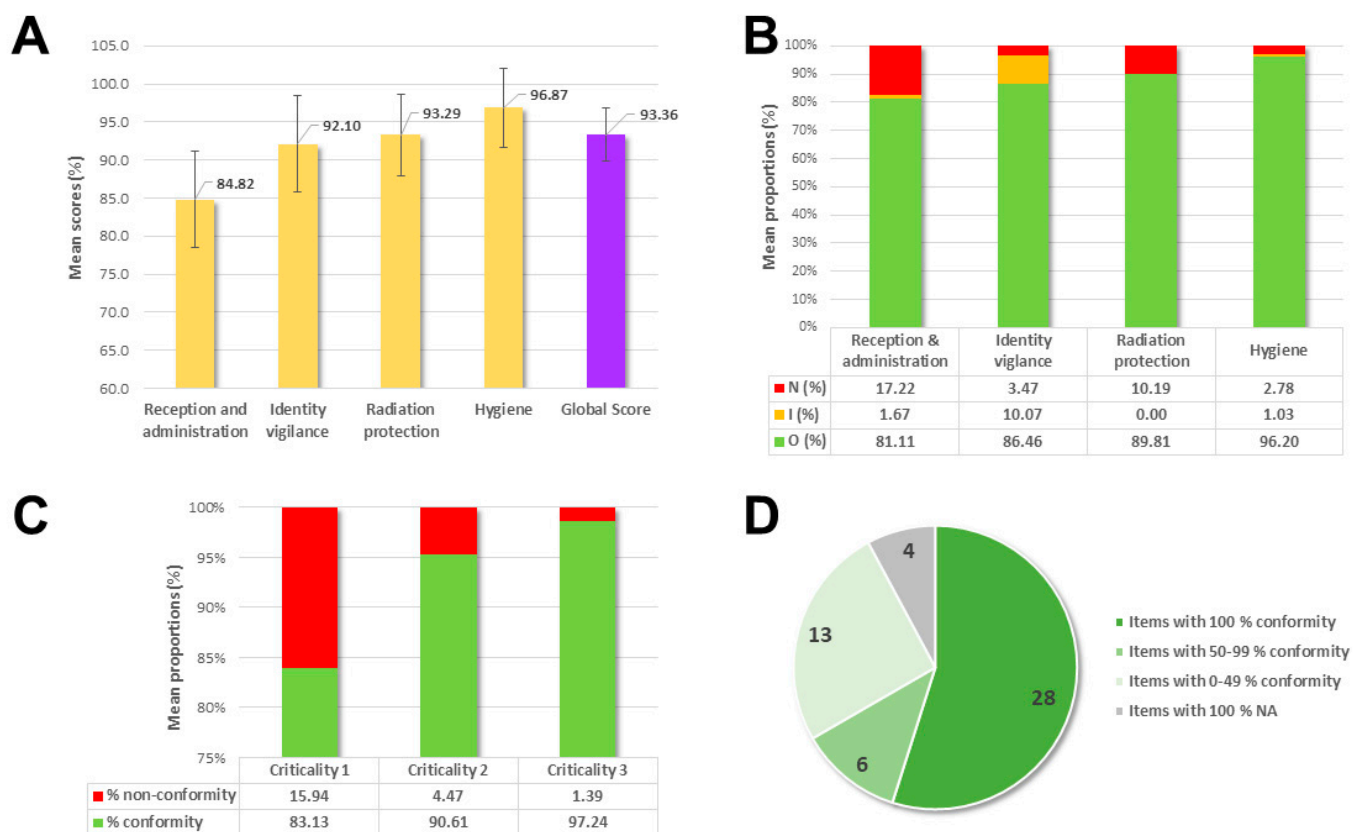 A
105.0
100.0
95.0
90.0
85.0
80.0
75.0
70.0
65.0
60.0
Mean scores (%)
84.82
92.10
93.29
96.87
93.36
Reception and
administration
Identity
vigilance
Radiation
protection
Hygiene
Global Score
B
100%
90%
80%
70%
60%
50%
40%
30%
20%
10%
0%
Mean proportions (%)
Reception &
administration
Identity
viglance
Radiation
protection
Hygiene
N (%) 17.22 3.47 10.19 2.78
I (%) 1.67 10.07 0.00 1.03
O (%) 81.11 86.46 89.81 96.20
C
100%
95%
90%
85%
80%
75%
Mean proportions (%)
Criticality 1 Criticality 2 Criticality 3
% non-conformity 15.94 4.47 1.39
% conformity 83.13 90.61 97.24
D
4
13
28
6
Items with 100 % conformity
Items with 50-99 % conformity
Items with 0-49 % conformity
Items with 100 % NA